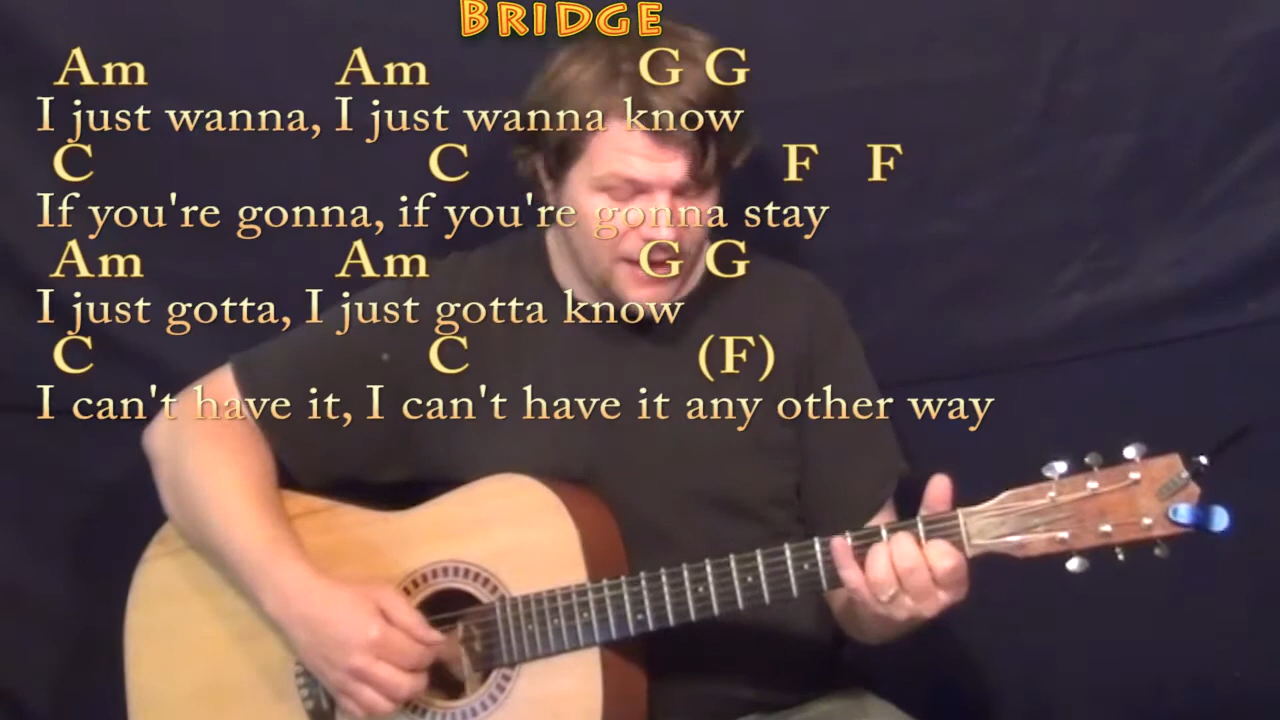 BRIDGE
Am Am G G
I just wanna, I just wanna know
C C F F
If you're gonna, if you're gonna stay
Am Am G G
I just gotta, I just gotta know
C C (F)
I can't have it, I can't have it any other way